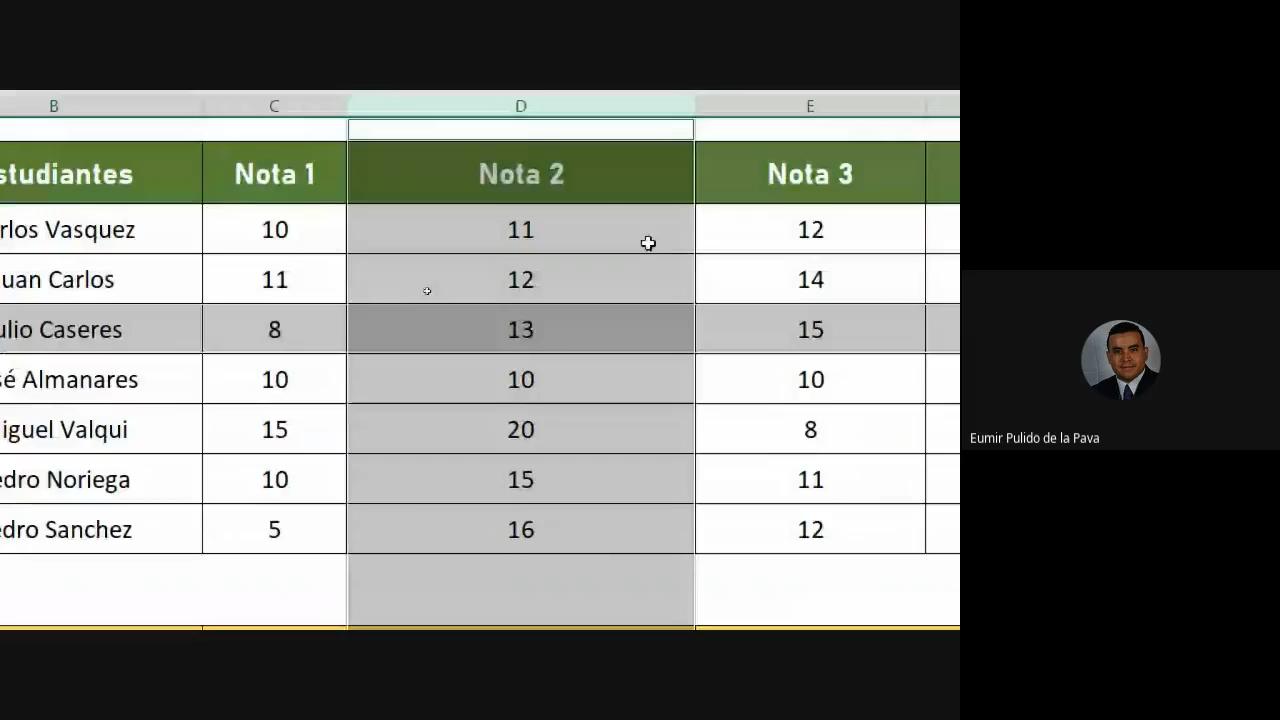 B C D E
studiantes Nota 1 Nota 2 Nota 3
rlos Vasquez 10 11 12
uan Carlos 11 12 14
ulio Caseres 8 13 15
sé Almanares 10 10 10
iguel Valqui 15 20 8
edro Noriega 10 15 11
edro Sanchez 5 16 12
Eumir Pulido de la Pava